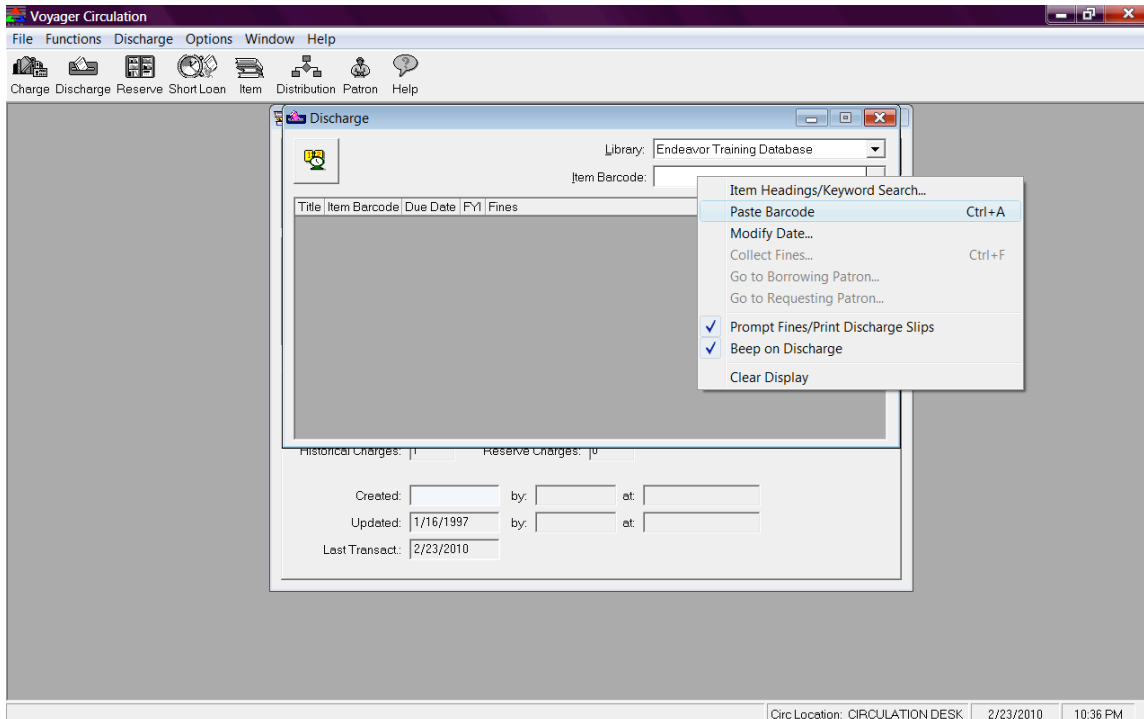 Voyager Circulation
File Functions Discharge Options Window Help
Charge Discharge Reserve Short Loan Item Distribution Patron Help
Discharge
Library: Endeavor Training Database
Item Barcode:
Title Item Barcode Due Date FYI Fines
Item Headings/Keyword Search...
Paste Barcode Ctrl+A
Modify Date...
Collect Fines... Ctrl+F
Go to Borrowing Patron...
Go to Requesting Patron...
Prompt Fines/Print Discharge Slips
Beep on Discharge
Clear Display
Historical Charges: 1 Reserve Charges: 0
Created: by: at:
Updated: 1/16/1997 by: at:
Last Transact.: 2/23/2010
Circ Location: CIRCULATION DESK 2/23/2010 10:36 PM